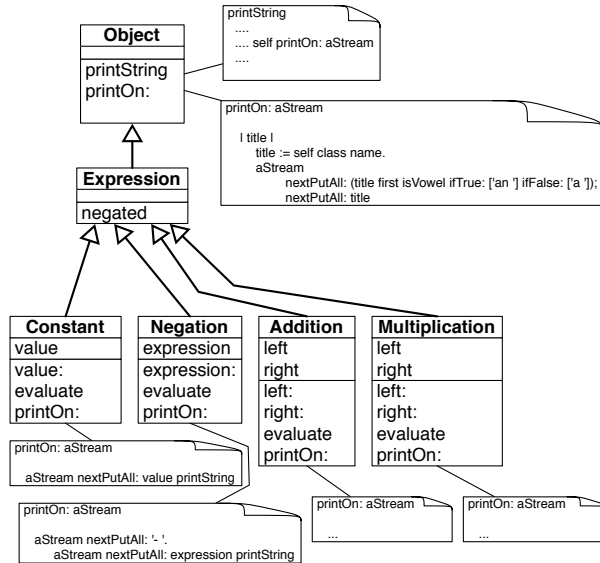 Object
printString
printOn:
printString
....
.... self printOn: aStream
....
printOn: aStream
| title |
title := self class name.
aStream
nextPutAll: (title first isVowel ifTrue: ['an '] ifFalse: ['a ']);
nextPutAll: title
Expression
negated
Constant
value
value:
evaluate
printOn:
Negation
expression
expression:
evaluate
printOn:
Addition
left
right
left:
right:
evaluate
printOn:
Multiplication
left
right
left:
right:
evaluate
printOn:
printOn: aStream
aStream nextPutAll: value printString
printOn: aStream
aStream nextPutAll: '- '.
aStream nextPutAll: expression printString
printOn: aStream
...
printOn: aStream
...